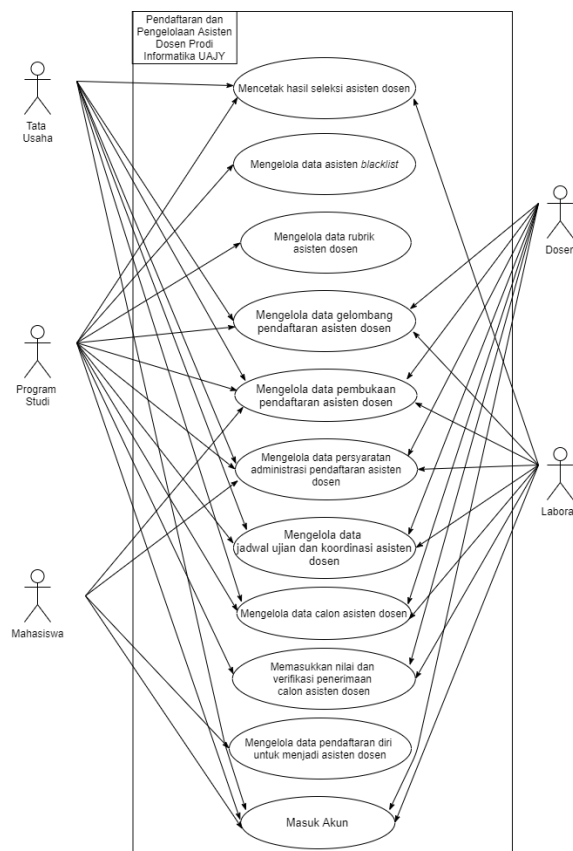 Pendaftaran dan
Pengelolaan Asisten
Dosen Prodi
Informatika UAJY
Mencetak hasil seleksi asisten dosen
Tata
Usaha
Mengelola data asisten blacklist
Mengelola data rubrik
asisten dosen
Dosen
Mengelola data gelombang
pendaftaran asisten dosen
Program
Studi
Mengelola data pembukaan
pendaftaran asisten dosen
Mengelola data persyaratan
administrasi pendaftaran asisten
dosen
Laboran
Mengelola data
jadwal ujian dan koordinasi asisten
dosen
Mengelola data calon asisten dosen
Mahasiswa
Memasukkan nilai dan
verifikasi penerimaan
calon asisten dosen
Mengelola data pendaftaran diri
untuk menjadi asisten dosen
Masuk Akun